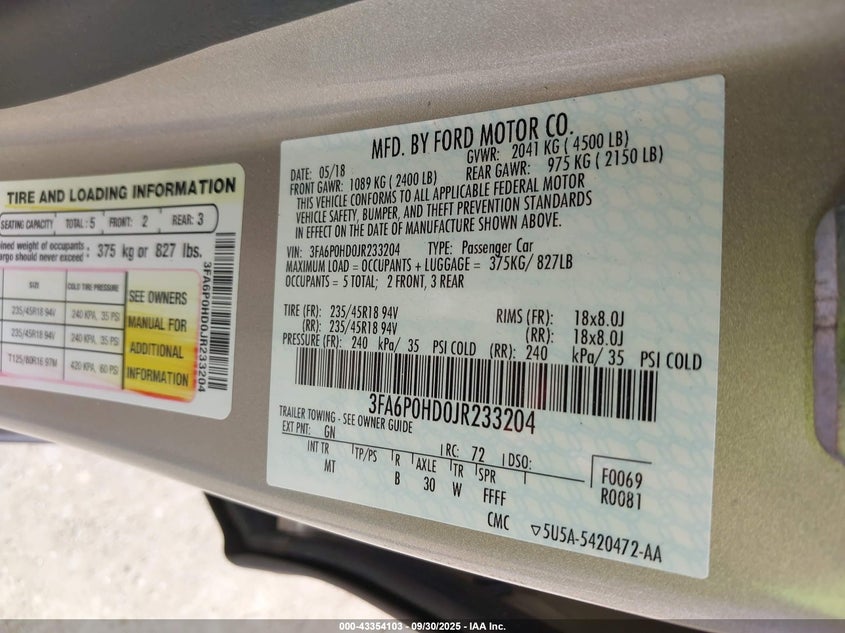 TIRE AND LOADING INFORMATION
SEATING CAPACITY TOTAL: 5 FRONT: 2 REAR: 3
ined weight of occupants
argo should never exceed : 375 kg or 827 lbs.
SIZE COLD TIRE PRESSURE
235/45R18 94V 240 KPA, 35 PSI
235/45R18 94V 240 KPA, 35 PSI
T125/80R16 97M 420 KPA, 60 PSI
SEE OWNERS
MANUAL FOR
ADDITIONAL
INFORMATION
3FA6P0HD0JR233204
MFD. BY FORD MOTOR CO.
DATE: 05/18 GVWR: 2041 KG ( 4500 LB)
FRONT GAWR: 1089 KG ( 2400 LB) REAR GAWR: 975 KG ( 2150 LB)
THIS VEHICLE CONFORMS TO ALL APPLICABLE FEDERAL MOTOR
VEHICLE SAFETY, BUMPER, AND THEFT PREVENTION STANDARDS
IN EFFECT ON THE DATE OF MANUFACTURE SHOWN ABOVE.
VIN: 3FA6P0HD0JR233204 TYPE: Passenger Car
MAXIMUM LOAD = OCCUPANTS + LUGGAGE = 375KG/ 827LB
OCCUPANTS = 5 TOTAL; 2 FRONT, 3 REAR
TIRE (FR): 235/45R18 94V RIMS (FR): 18x8.0J
(RR): 235/45R18 94V (RR): 18x8.0J
PRESSURE (FR): 240 kPa/ 35 PSI COLD (RR): 240 kPa/ 35 PSI COLD
3FA6P0HD0JR233204
TRAILER TOWING - SEE OWNER GUIDE
EXT PNT: GN RC: 72 DSO: F0069
INT TR TP/PS R AXLE TR SPR R0081
MT B 30 W FFFF
CMC ▽5U5A-5420472-AA
000-43354103 - 09/30/2025 - IAA Inc.